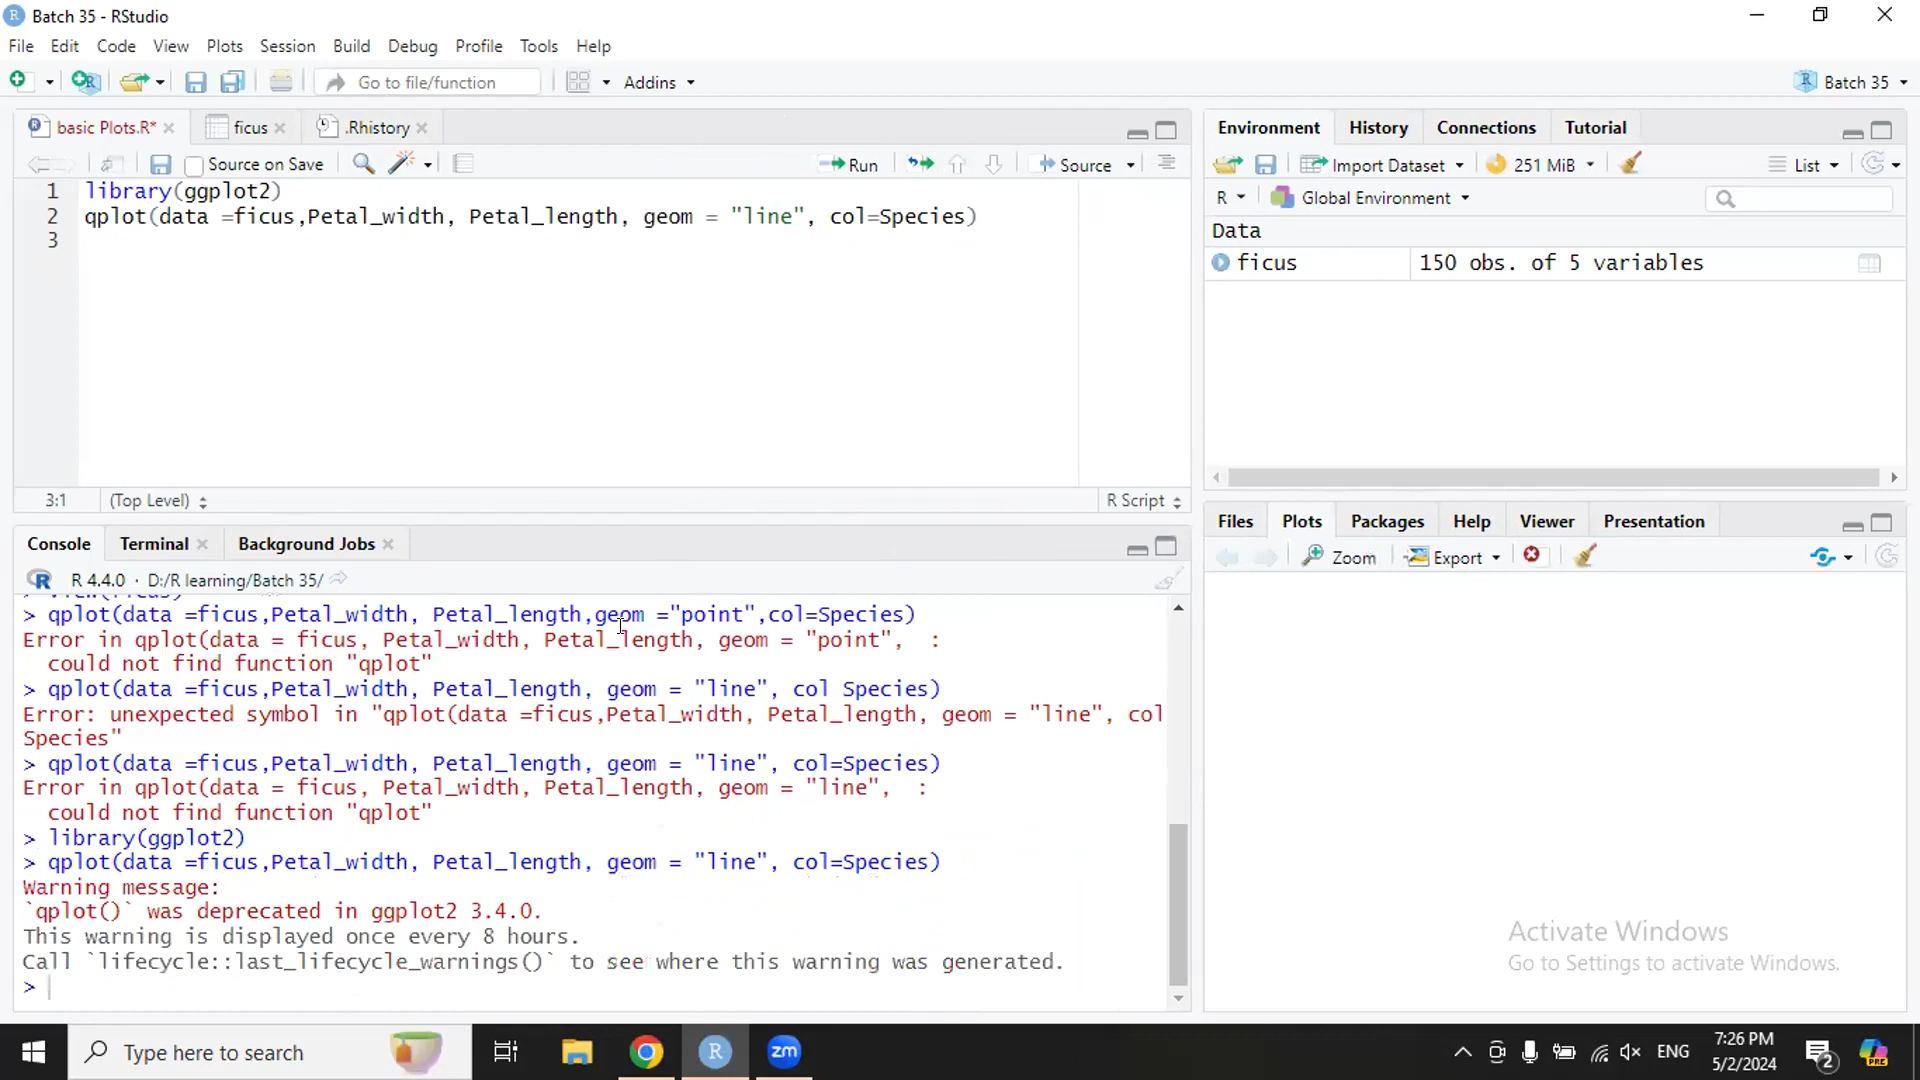 Batch 35 - RStudio
File Edit Code View Plots Session Build Debug Profile Tools Help
Go to file/function Addins Batch 35
basic Plots.R* ficus .Rhistory
Source on Save Run Source
1 library(ggplot2)
2 qplot(data =ficus,Petal_width, Petal_length, geom = "line", col=Species)
3
3:1 (Top Level) R Script
Console Terminal Background Jobs
R 4.4.0 · D:/R learning/Batch 35/
> qplot(data =ficus,Petal_width, Petal_length,geom ="point",col=Species)
Error in qplot(data = ficus, Petal_width, Petal_length, geom = "point",  :
could not find function "qplot"
> qplot(data =ficus,Petal_width, Petal_length, geom = "line", col Species)
Error: unexpected symbol in "qplot(data =ficus,Petal_width, Petal_length, geom = "line", col
Species"
> qplot(data =ficus,Petal_width, Petal_length, geom = "line", col=Species)
Error in qplot(data = ficus, Petal_width, Petal_length, geom = "line",  :
could not find function "qplot"
> library(ggplot2)
> qplot(data =ficus,Petal_width, Petal_length, geom = "line", col=Species)
Warning message:
`qplot()` was deprecated in ggplot2 3.4.0.
This warning is displayed once every 8 hours.
Call `lifecycle::last_lifecycle_warnings()` to see where this warning was generated.
>
Environment History Connections Tutorial
Import Dataset 251 MiB List
R Global Environment
Data
ficus 150 obs. of 5 variables
Files Plots Packages Help Viewer Presentation
Zoom Export
Activate Windows
Go to Settings to activate Windows.
Type here to search
R
zm
ENG
7:26 PM
5/2/2024
2
PRE